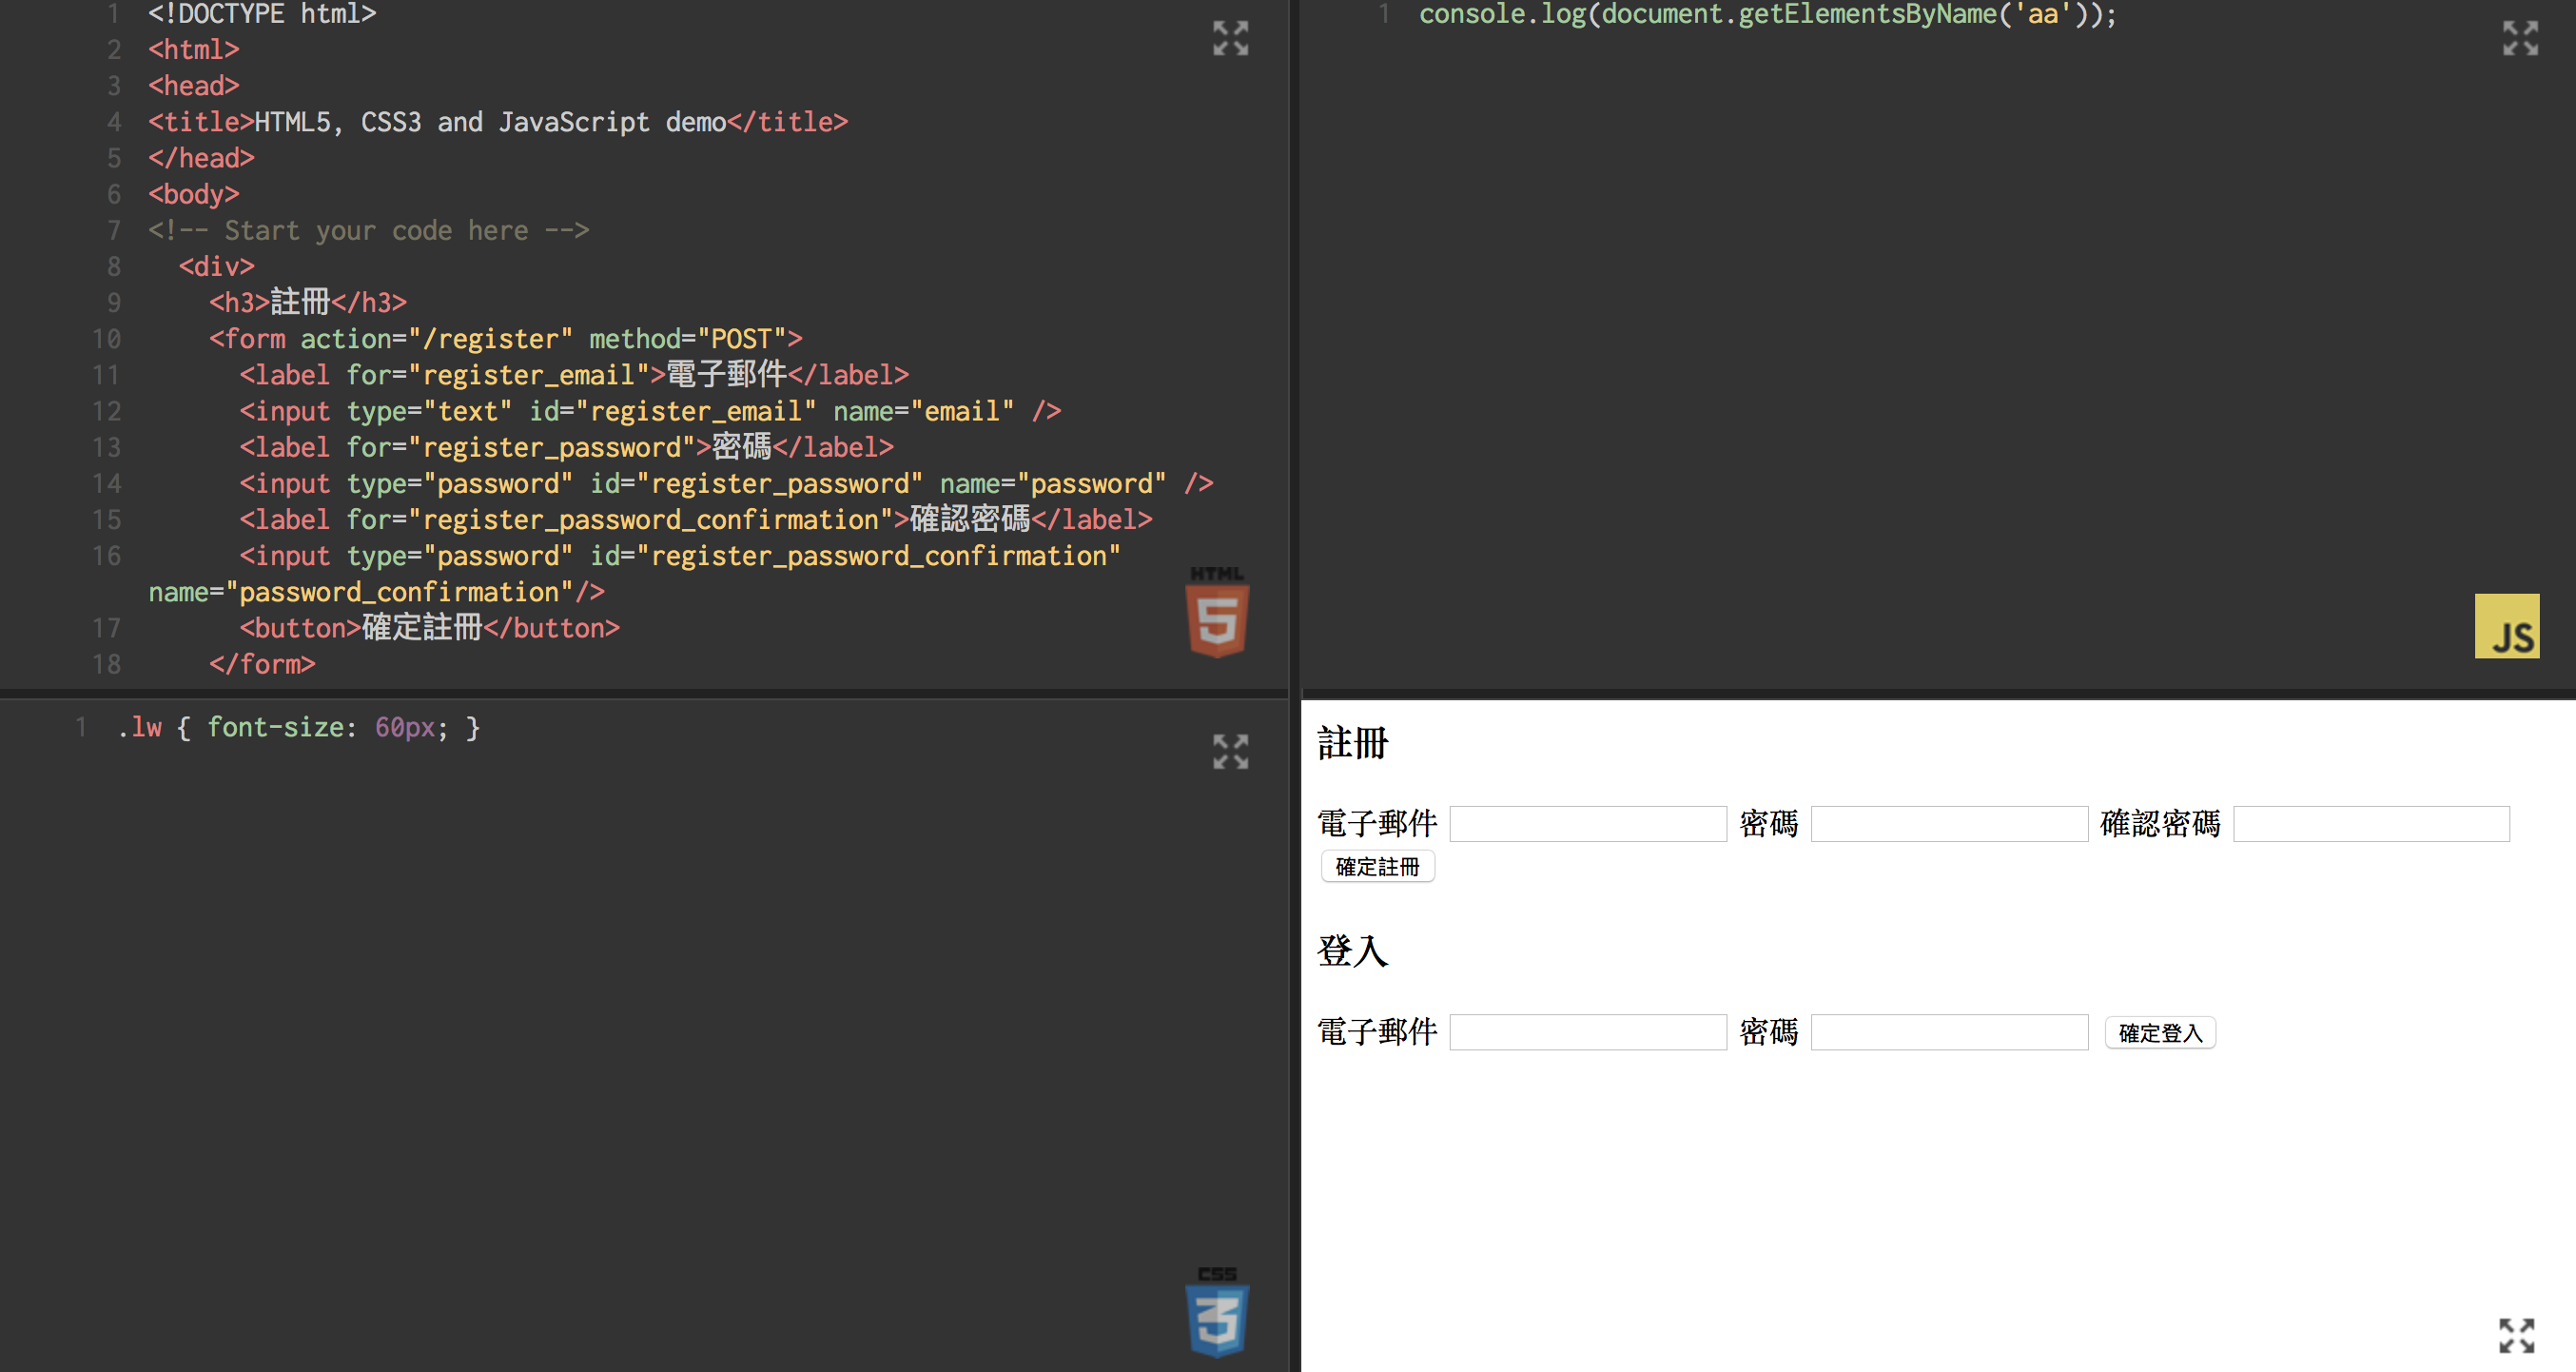 1 <!DOCTYPE html>
2 <html>
3 <head>
4 <title>HTML5, CSS3 and JavaScript demo</title>
5 </head>
6 <body>
7 <!-- Start your code here -->
8 <div>
9 <h3>註冊</h3>
10 <form action="/register" method="POST">
11 <label for="register_email">電子郵件</label>
12 <input type="text" id="register_email" name="email" />
13 <label for="register_password">密碼</label>
14 <input type="password" id="register_password" name="password" />
15 <label for="register_password_confirmation">確認密碼</label>
16 <input type="password" id="register_password_confirmation"
name="password_confirmation"/>
17 <button>確定註冊</button>
18 </form>
HTML
5
1 console.log(document.getElementsByName('aa'));
JS
1 .lw { font-size: 60px; }
CSS
3
註冊
電子郵件 密碼 確認密碼
確定註冊
登入
電子郵件 密碼 確定登入